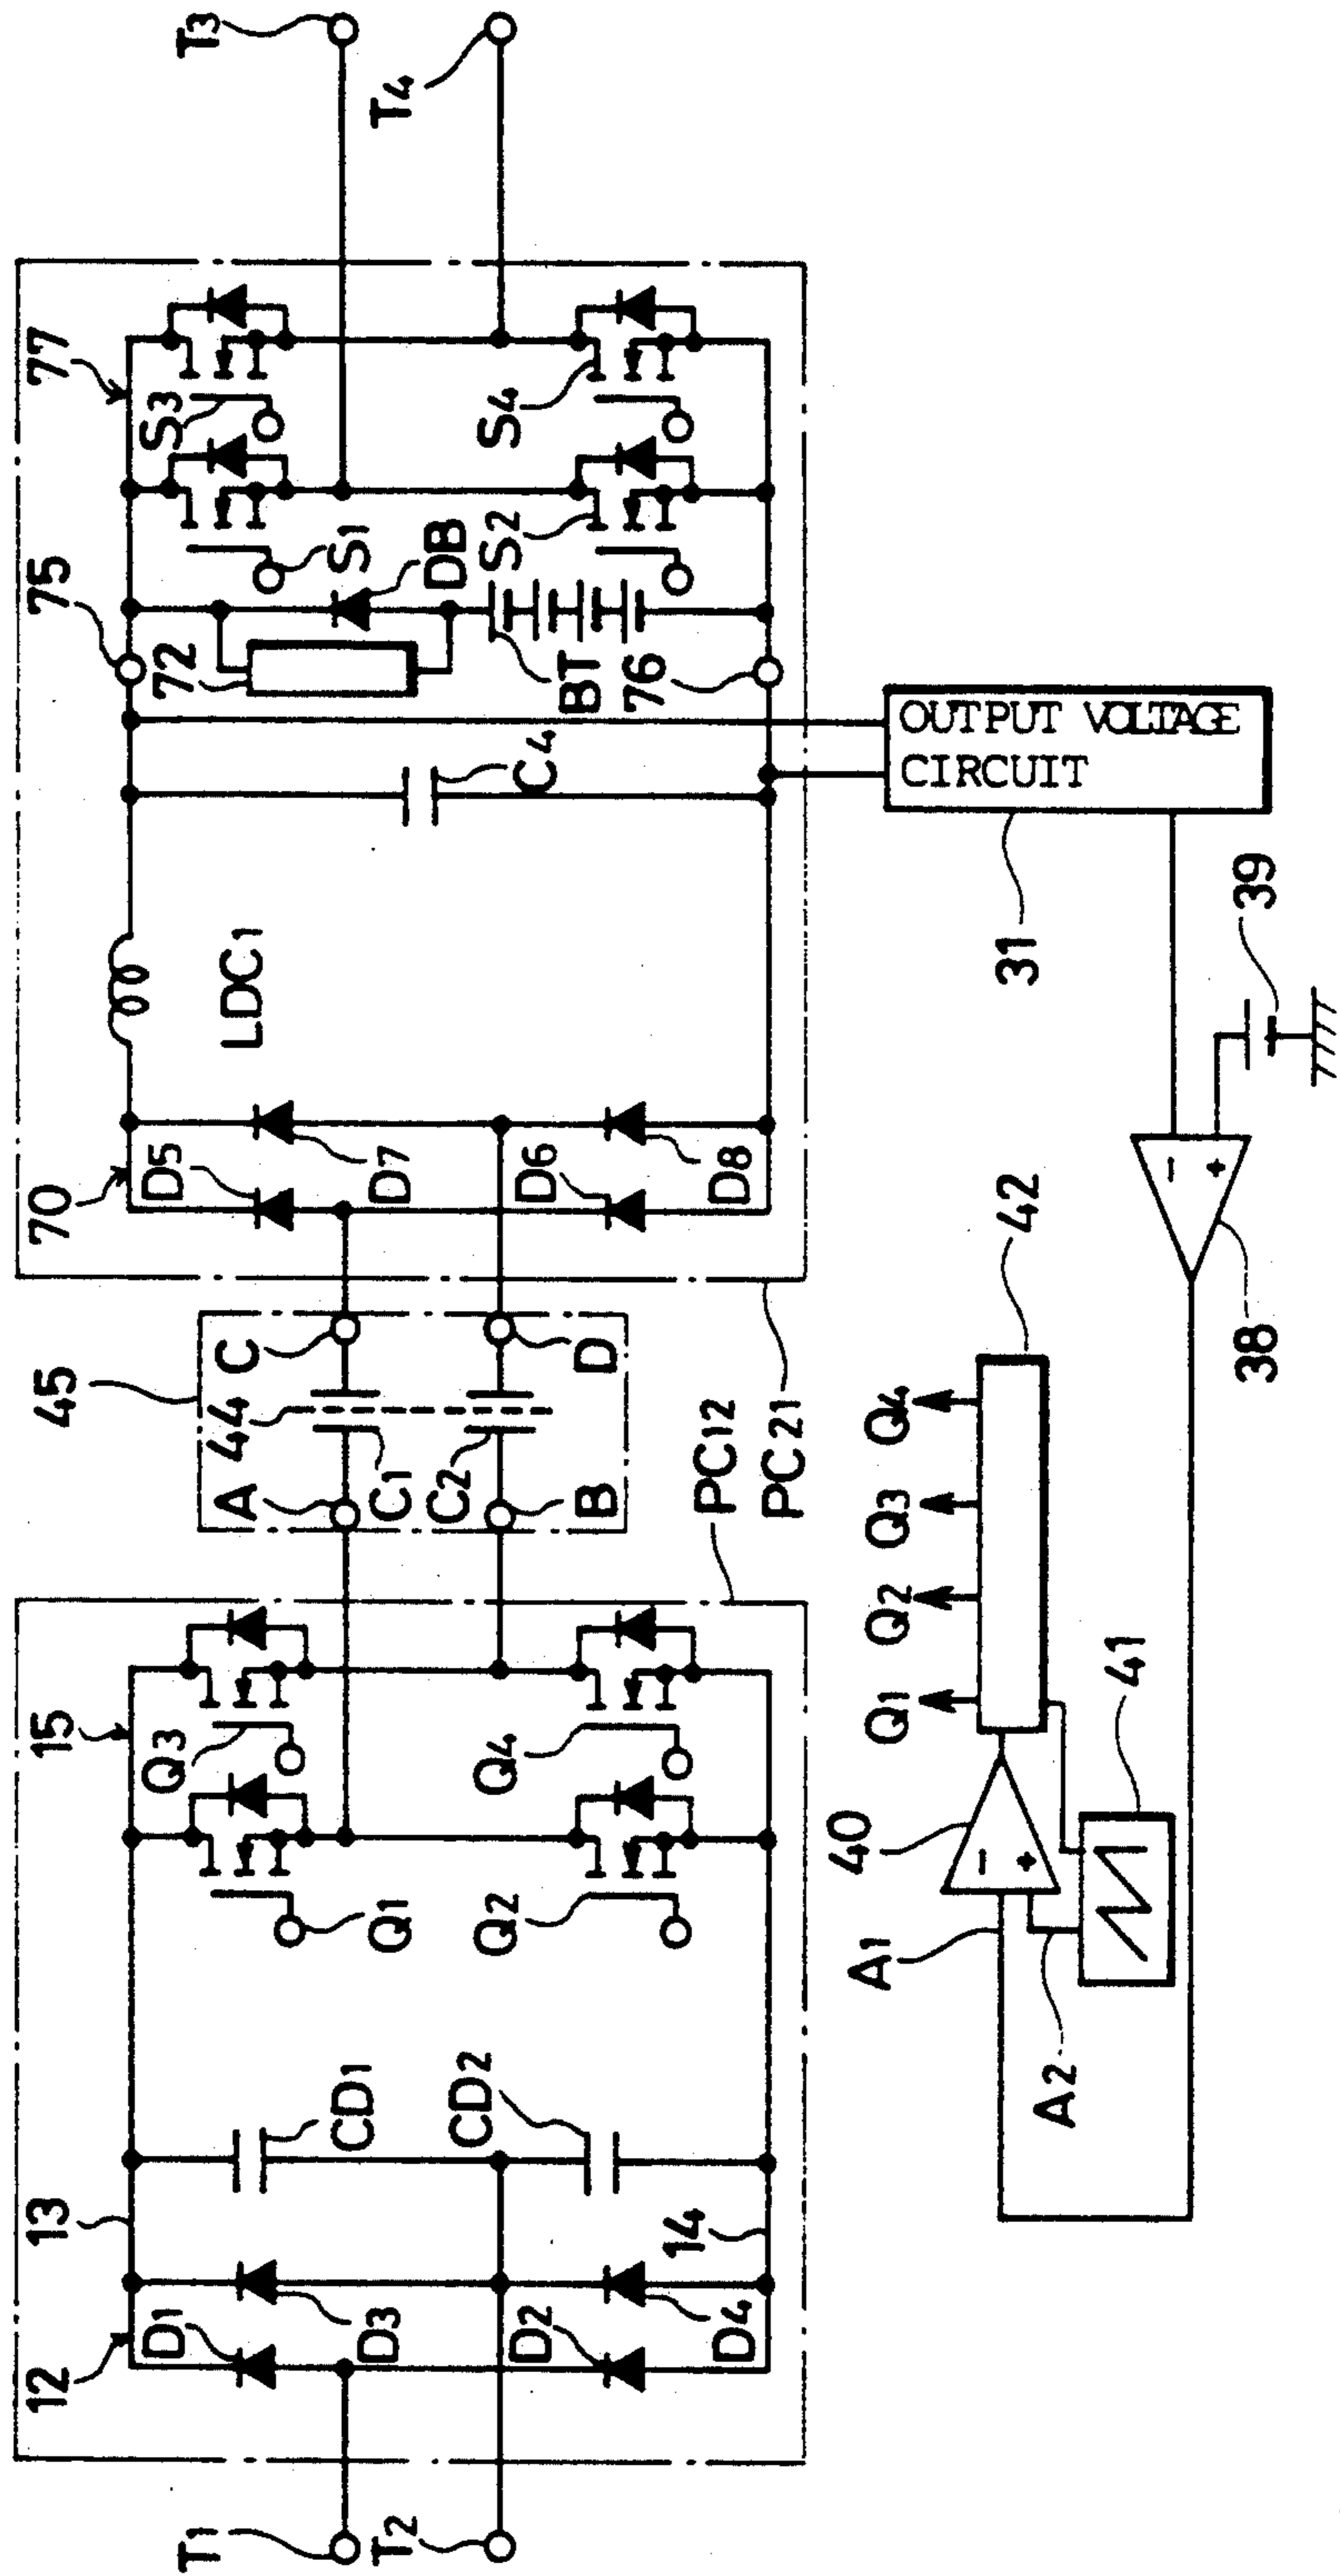 T1
T2
12
13
D1
D3
D2
D4
14
CD1
CD2
15
Q3
Q1
Q4
Q2
PC12
PC21
45
44
A
C
C1
C2
B
D
70
D5
D7
D6
D8
LDC1
C4
75
72
BT
76
DB
S1
S2
77
S3
S4
T3
T4
OUTPUT VOLTAGE
CIRCUIT
31
39
38
-
+
42
Q1
Q2
Q3
Q4
40
-
+
41
A1
A2